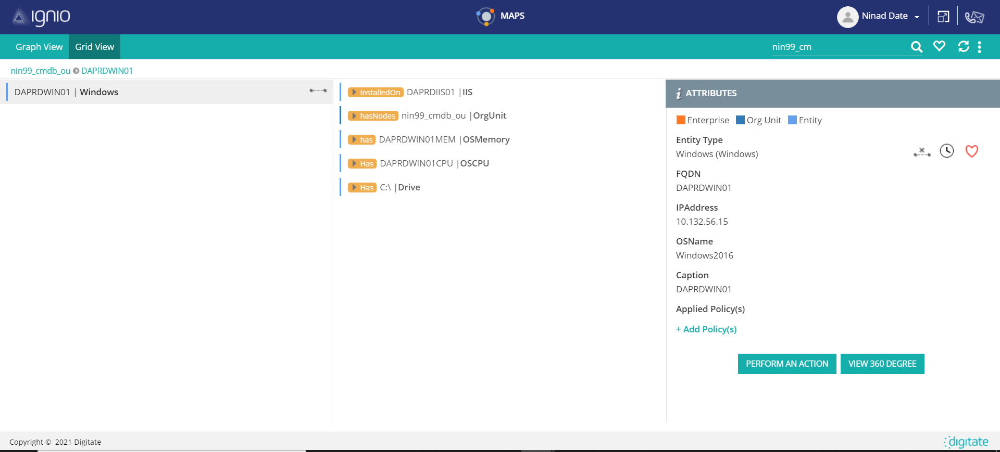 ignio
MAPS
Ninad Date
Graph View
Grid View
nin99_cm
nin99_cmdb_ou DAPRDWIN01
DAPRDWIN01 | Windows
InstalledOn DAPRDIIS01 |IIS
hasNodes nin99_cmdb_ou |OrgUnit
has DAPRDWIN01MEM |OSMemory
Has DAPRDWIN01CPU |OSCPU
Has C:\ |Drive
i ATTRIBUTES
Enterprise Org Unit Entity
Entity Type
Windows (Windows)
FQDN
DAPRDWIN01
IPAddress
10.132.56.15
OSName
Windows2016
Caption
DAPRDWIN01
Applied Policy(s)
+ Add Policy(s)
PERFORM AN ACTION
VIEW 360 DEGREE
Copyright © 2021 Digitate
digitate